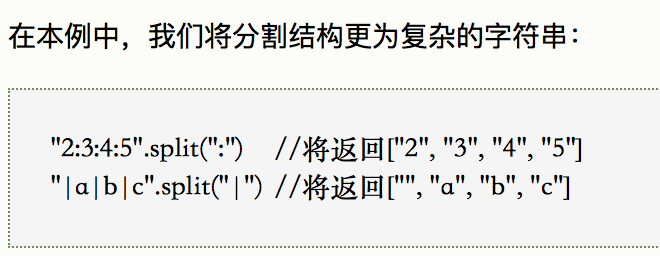 在本例中，我们将分割结构更为复杂的字符串：
"2:3:4:5".split(":") //将返回["2", "3", "4", "5"]
"|a|b|c".split("|") //将返回["", "a", "b", "c"]